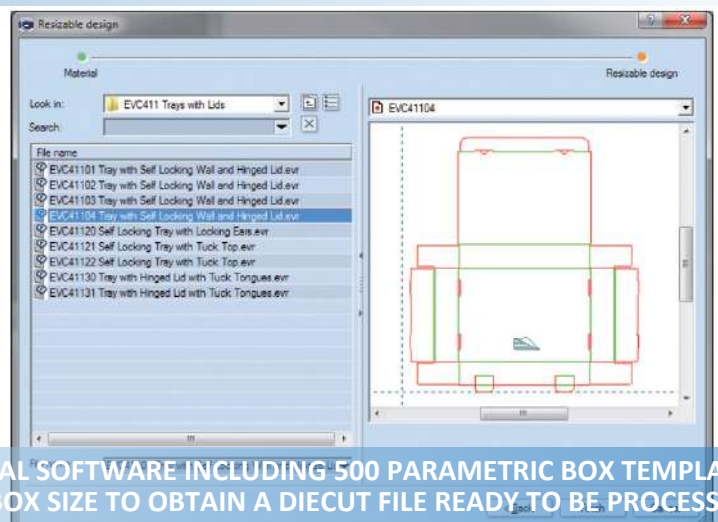 Resizable design
Material
Resizable design
Look in:
EVC411 Trays with Lids
EVC41104
Search:
File name
EVC41101 Tray with Self Locking Wall and Hinged Lid.evr
EVC41102 Tray with Self Locking Wall and Hinged Lid.evr
EVC41103 Tray with Self Locking Wall and Hinged Lid.evr
EVC41104 Tray with Self Locking Wall and Hinged Lid.evr
EVC41120 Self Locking Tray with Locking Ears.evr
EVC41121 Self Locking Tray with Tuck Top.evr
EVC41122 Self Locking Tray with Tuck Top.evr
EVC41130 Tray with Hinged Lid with Tuck Tongues.evr
EVC41131 Tray with Hinged Lid with Tuck Tongues.evr
AL SOFTWARE INCLUDING 500 PARAMETRIC BOX TEMPLA
BOX SIZE TO OBTAIN A DIECUT FILE READY TO BE PROCESS